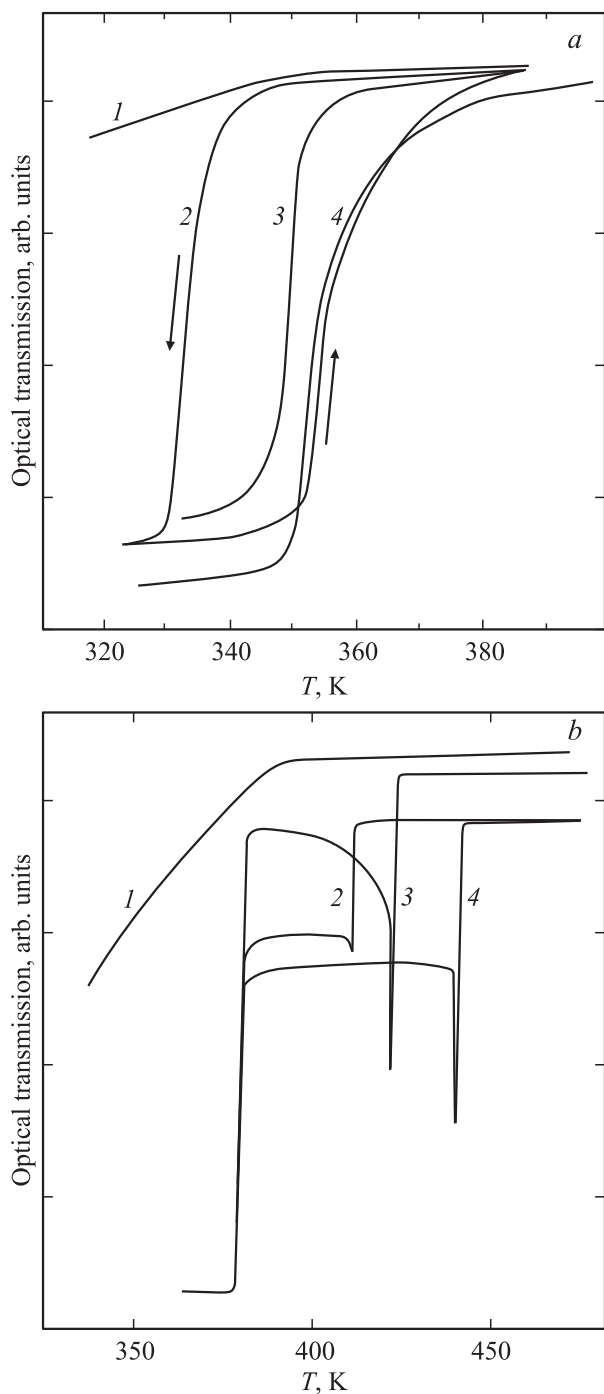 a
1
2
3
4
Optical transmission, arb. units
320
340
360
380
T, K
b
1
2
3
4
Optical transmission, arb. units
350
400
450
T, K